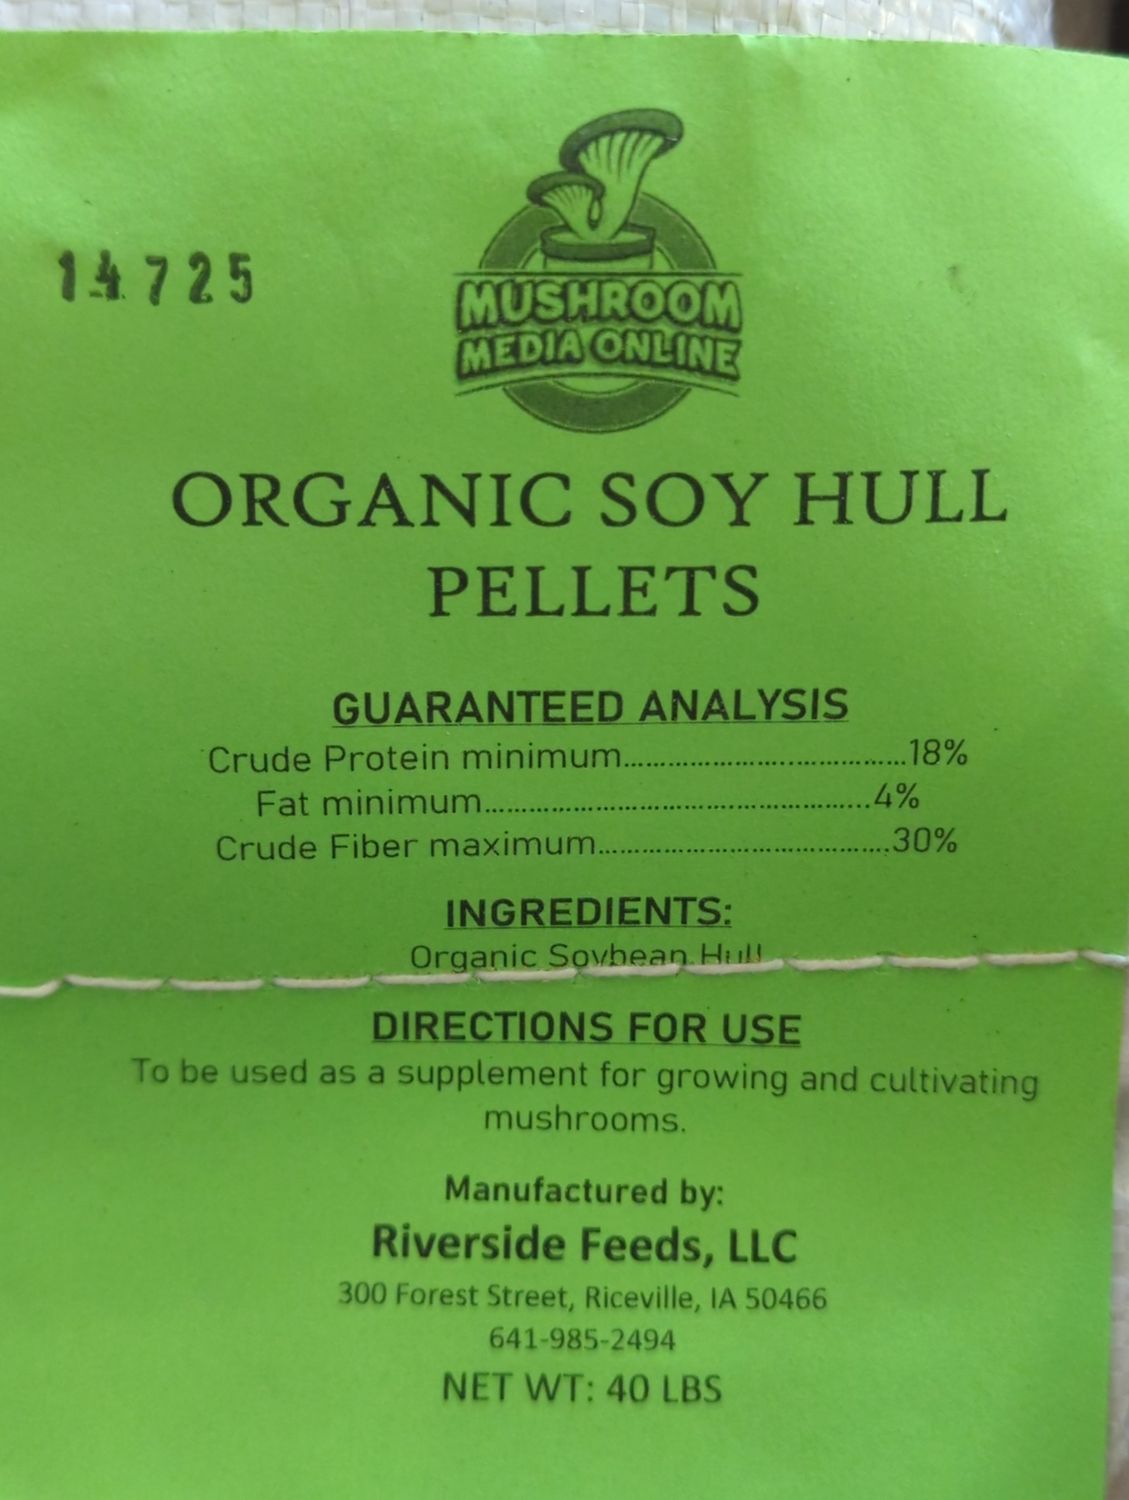 14725
MUSHROOM
MEDIA ONLINE
ORGANIC SOY HULL
PELLETS
GUARANTEED ANALYSIS
Crude Protein minimum.......................................18%
Fat minimum.....................................................4%
Crude Fiber maximum........................................30%
INGREDIENTS:
Organic Soybean Hull
DIRECTIONS FOR USE
To be used as a supplement for growing and cultivating
mushrooms.
Manufactured by:
Riverside Feeds, LLC
300 Forest Street, Riceville, IA 50466
641-985-2494
NET WT: 40 LBS